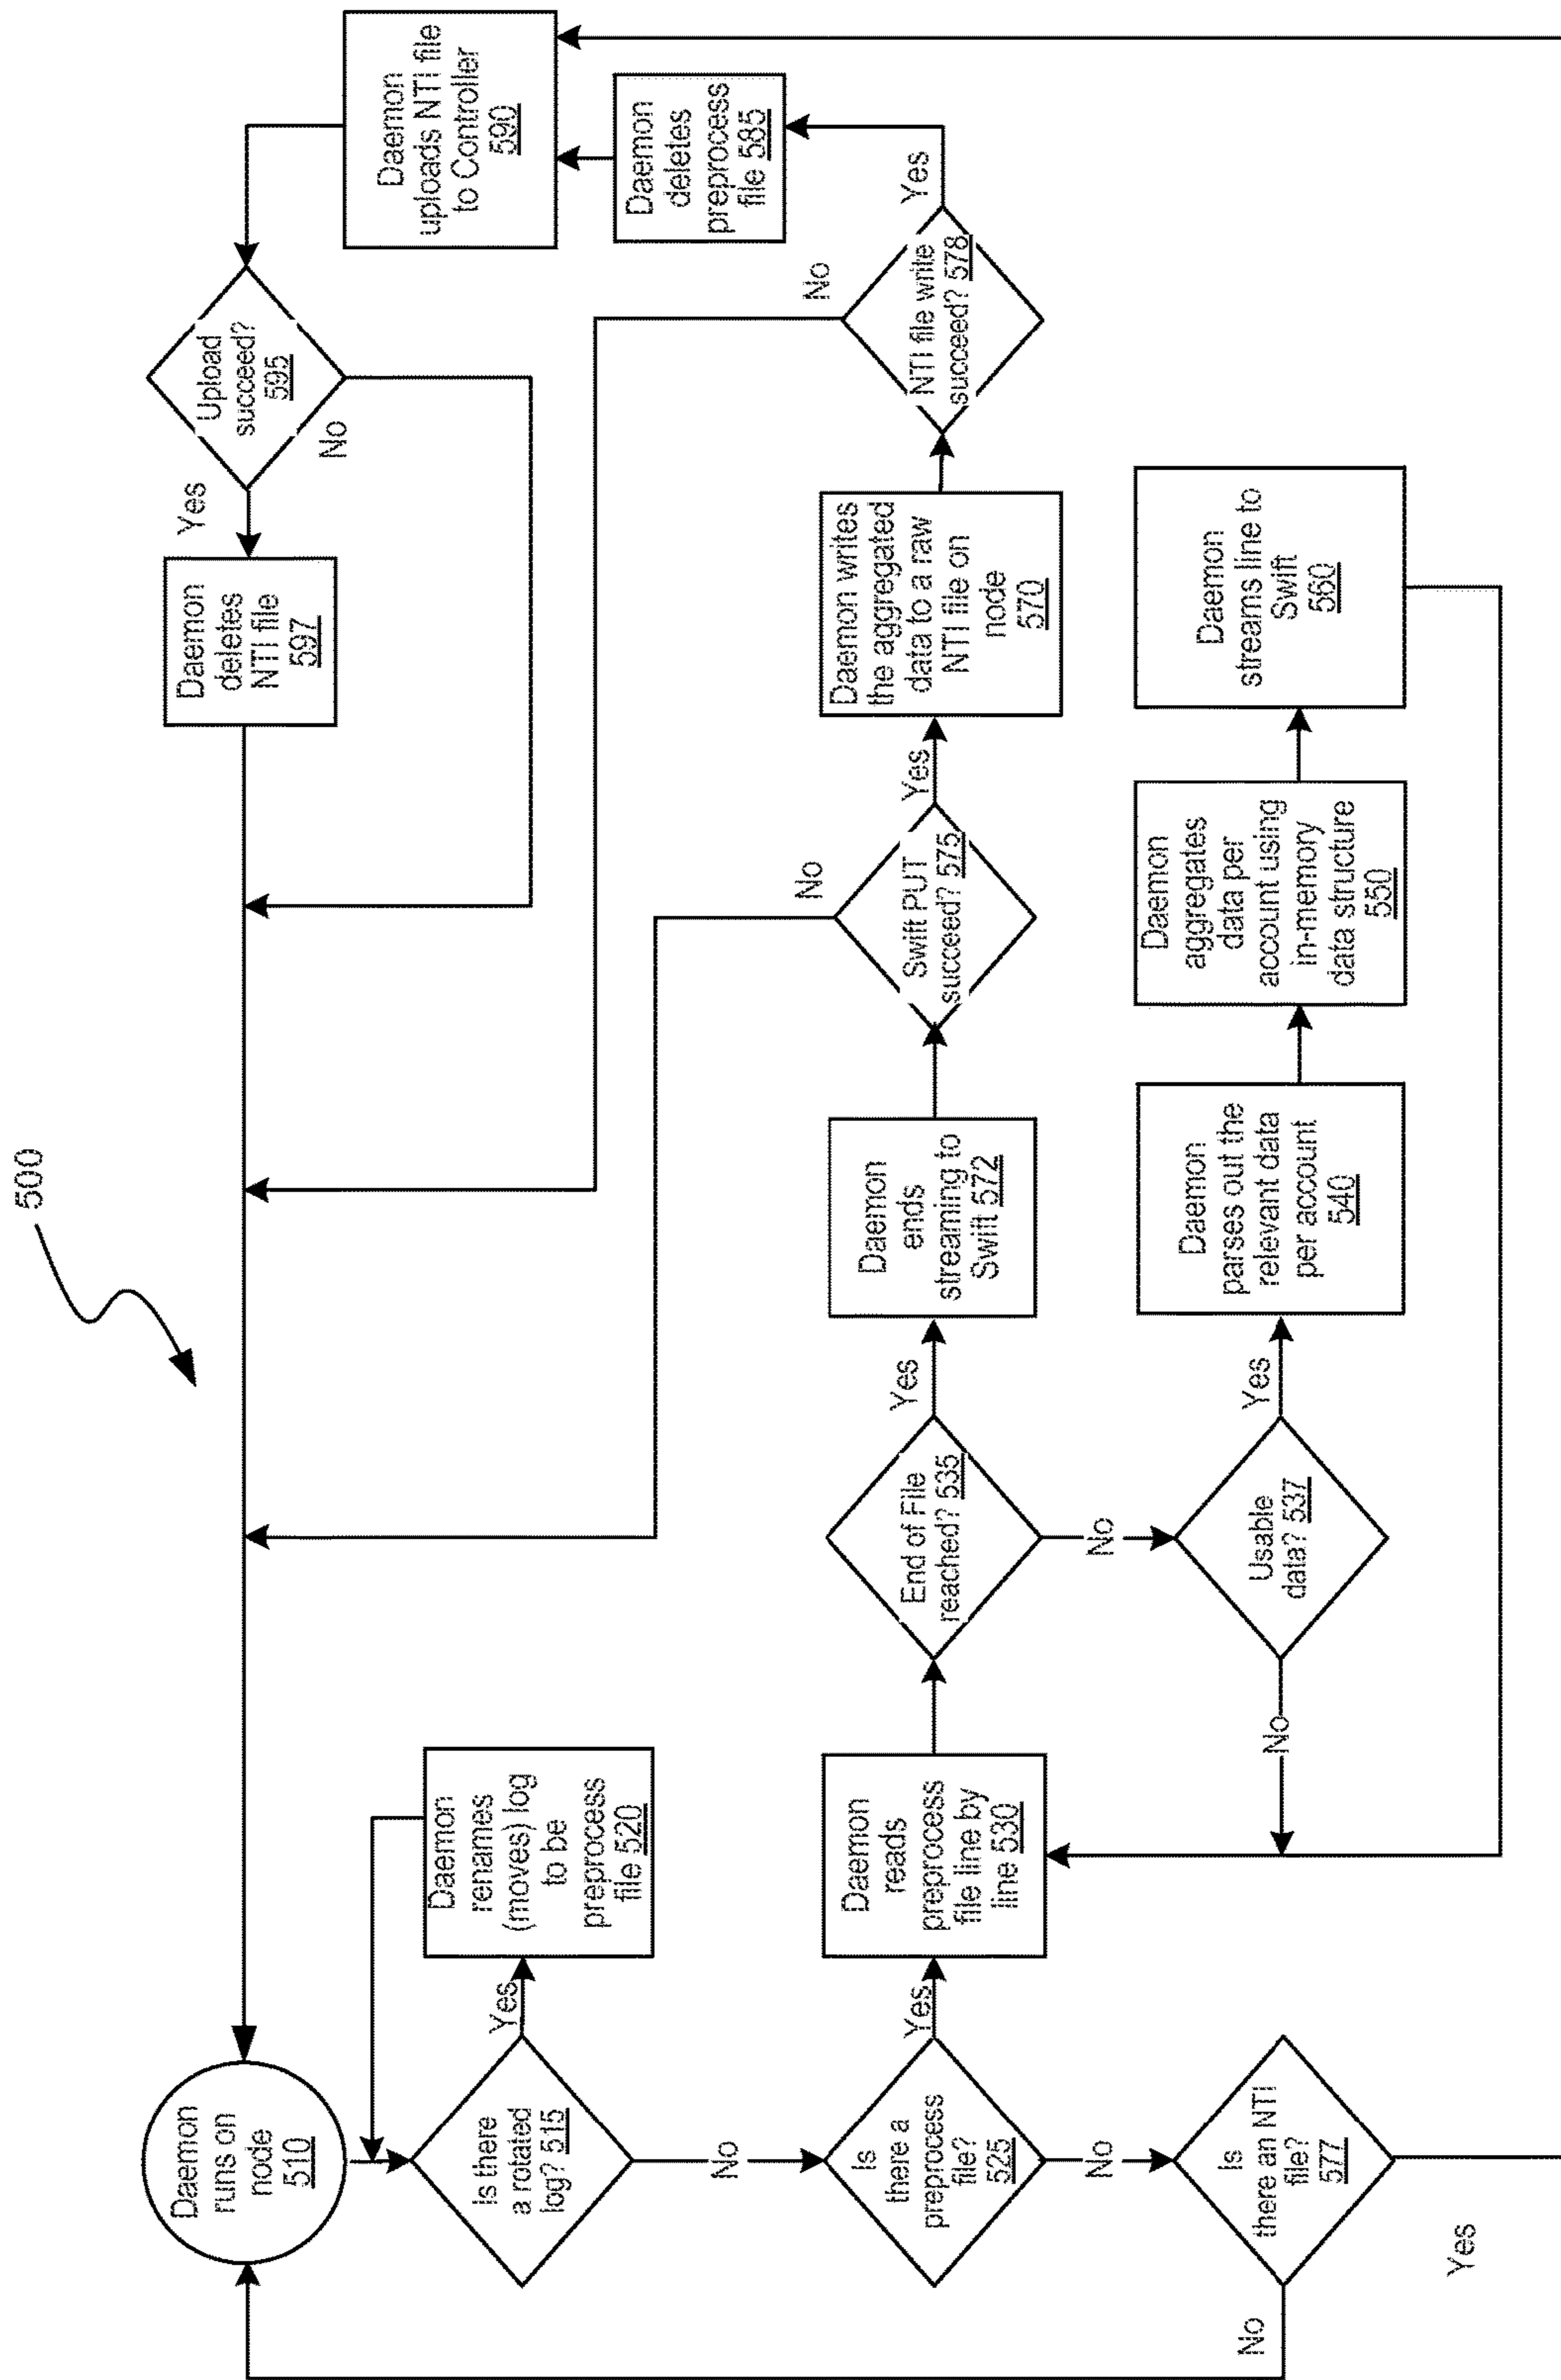 500
Daemon
runs on
node
510
Is there
a rotated
log? 515
Yes
Daemon
renames
(moves) log
to be
preprocess
file 520
No
Is
there a
preprocess
file?
525
Yes
Daemon
reads
preprocess
file line by
line 530
End of File
reached? 535
Yes
Daemon
ends
streaming to
Swift 572
Swift PUT
succeed? 575
No
Yes
Daemon writes
the aggregated
data to a raw
NTI file on
node
570
NTI file write
succeed? 578
No
Yes
Daemon
deletes
preprocess
file 585
Daemon
uploads NTI file
to Controller
590
Upload
succeed?
595
No
Yes
Daemon
deletes
NTI file
597
No
Usable
data? 537
No
Yes
Daemon
parses out the
relevant data
per account
540
Daemon
aggregates
data per
account using
in-memory
data structure
550
Daemon
streams line to
Swift
560
No
Is
there an NTI
file?
577
No
Yes